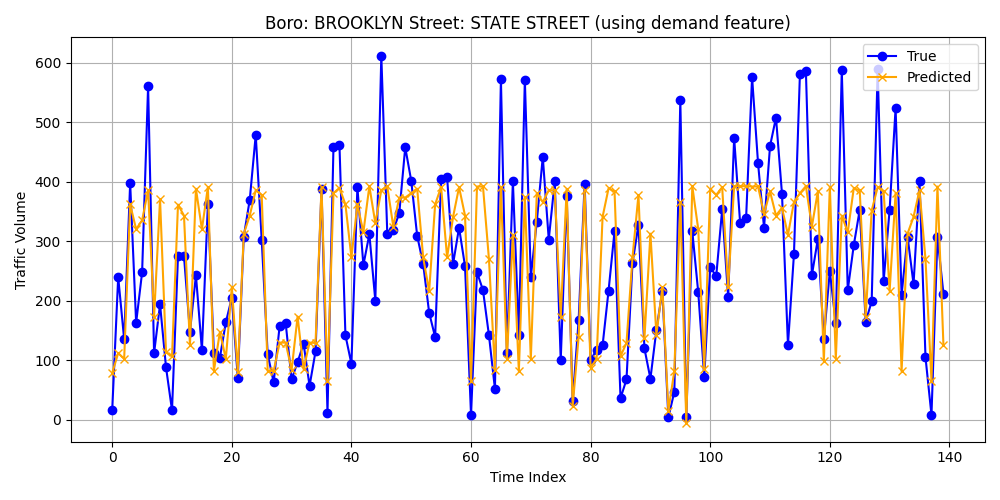 Boro: BROOKLYN Street: STATE STREET (using demand feature)
True
Predicted
Traffic Volume
600
500
400
300
200
100
0
0 20 40 60 80 100 120 140
Time Index